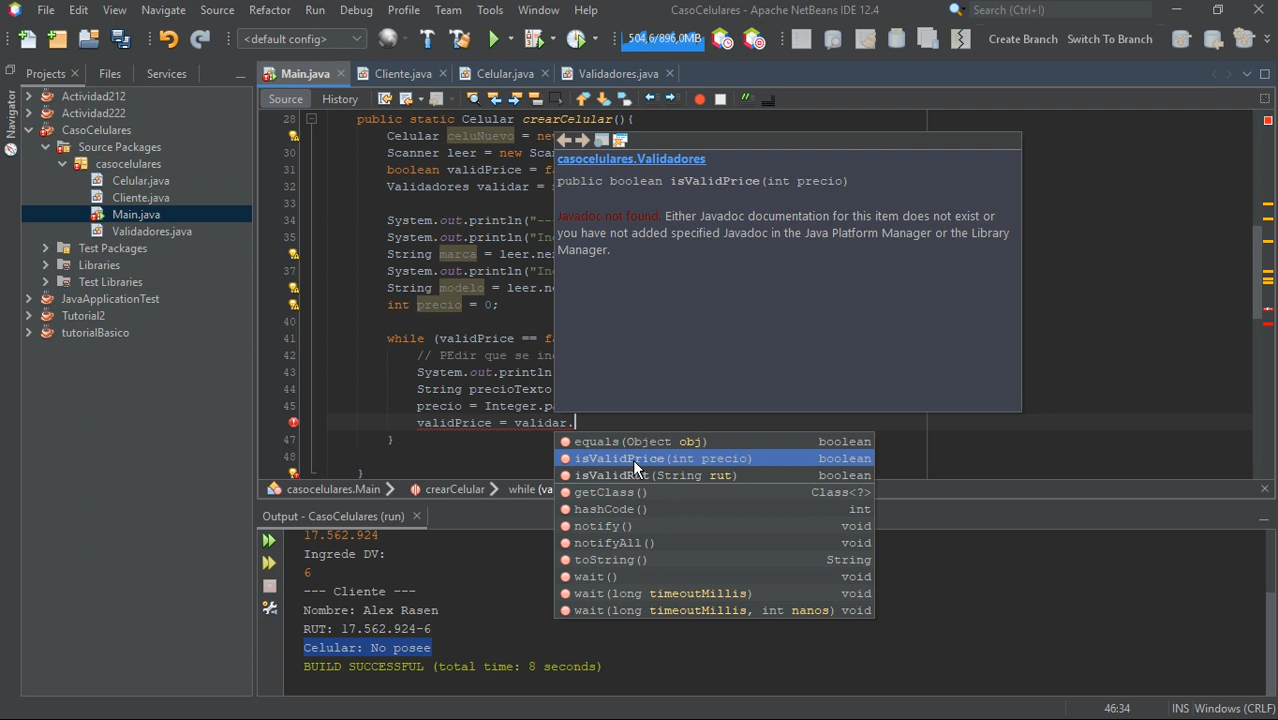 File Edit View Navigate Source Refactor Run Debug Profile Team Tools Window Help
CasoCelulares - Apache NetBeans IDE 12.4
Search (Ctrl+I)
<default config>
504,6/896,0MB
Create Branch Switch To Branch
Projects Files Services
Main.java Cliente.java Celular.java Validadores.java
Navigator
Source History
Actividad212
Actividad222
CasoCelulares
Source Packages
casocelulares
Celular.java
Cliente.java
Main.java
Validadores.java
Test Packages
Libraries
Test Libraries
JavaApplicationTest
Tutorial2
tutorialBasico
28 public static Celular crearCelular(){
Celular celuNuevo = new
30 Scanner leer = new Sca
31 boolean validPrice = fa
32 Validadores validar =
33
34 System.out.println("--
35 System.out.println("In
String marca = leer.ne
37 System.out.println("In
String modelo = leer.n
int precio = 0;
40
41 while (validPrice == fa
42 // PEdir que se in
43 System.out.println
44 String precioTexto
45 precio = Integer.p
validPrice = validar.
47 }
48
}
casocelulares.Validadores
public boolean isValidPrice(int precio)
Javadoc not found. Either Javadoc documentation for this item does not exist or
you have not added specified Javadoc in the Java Platform Manager or the Library
Manager.
equals(Object obj) boolean
isValidPrice(int precio) boolean
isValidRut(String rut) boolean
getClass() Class<?>
hashCode() int
notify() void
notifyAll() void
toString() String
wait() void
wait(long timeoutMillis) void
wait(long timeoutMillis, int nanos) void
casocelulares.Main crearCelular while (va
Output - CasoCelulares (run)
17.562.924
Ingrede DV:
6
--- Cliente ---
Nombre: Alex Rasen
RUT: 17.562.924-6
Celular: No posee
BUILD SUCCESSFUL (total time: 8 seconds)
46:34 INS Windows (CRLF)